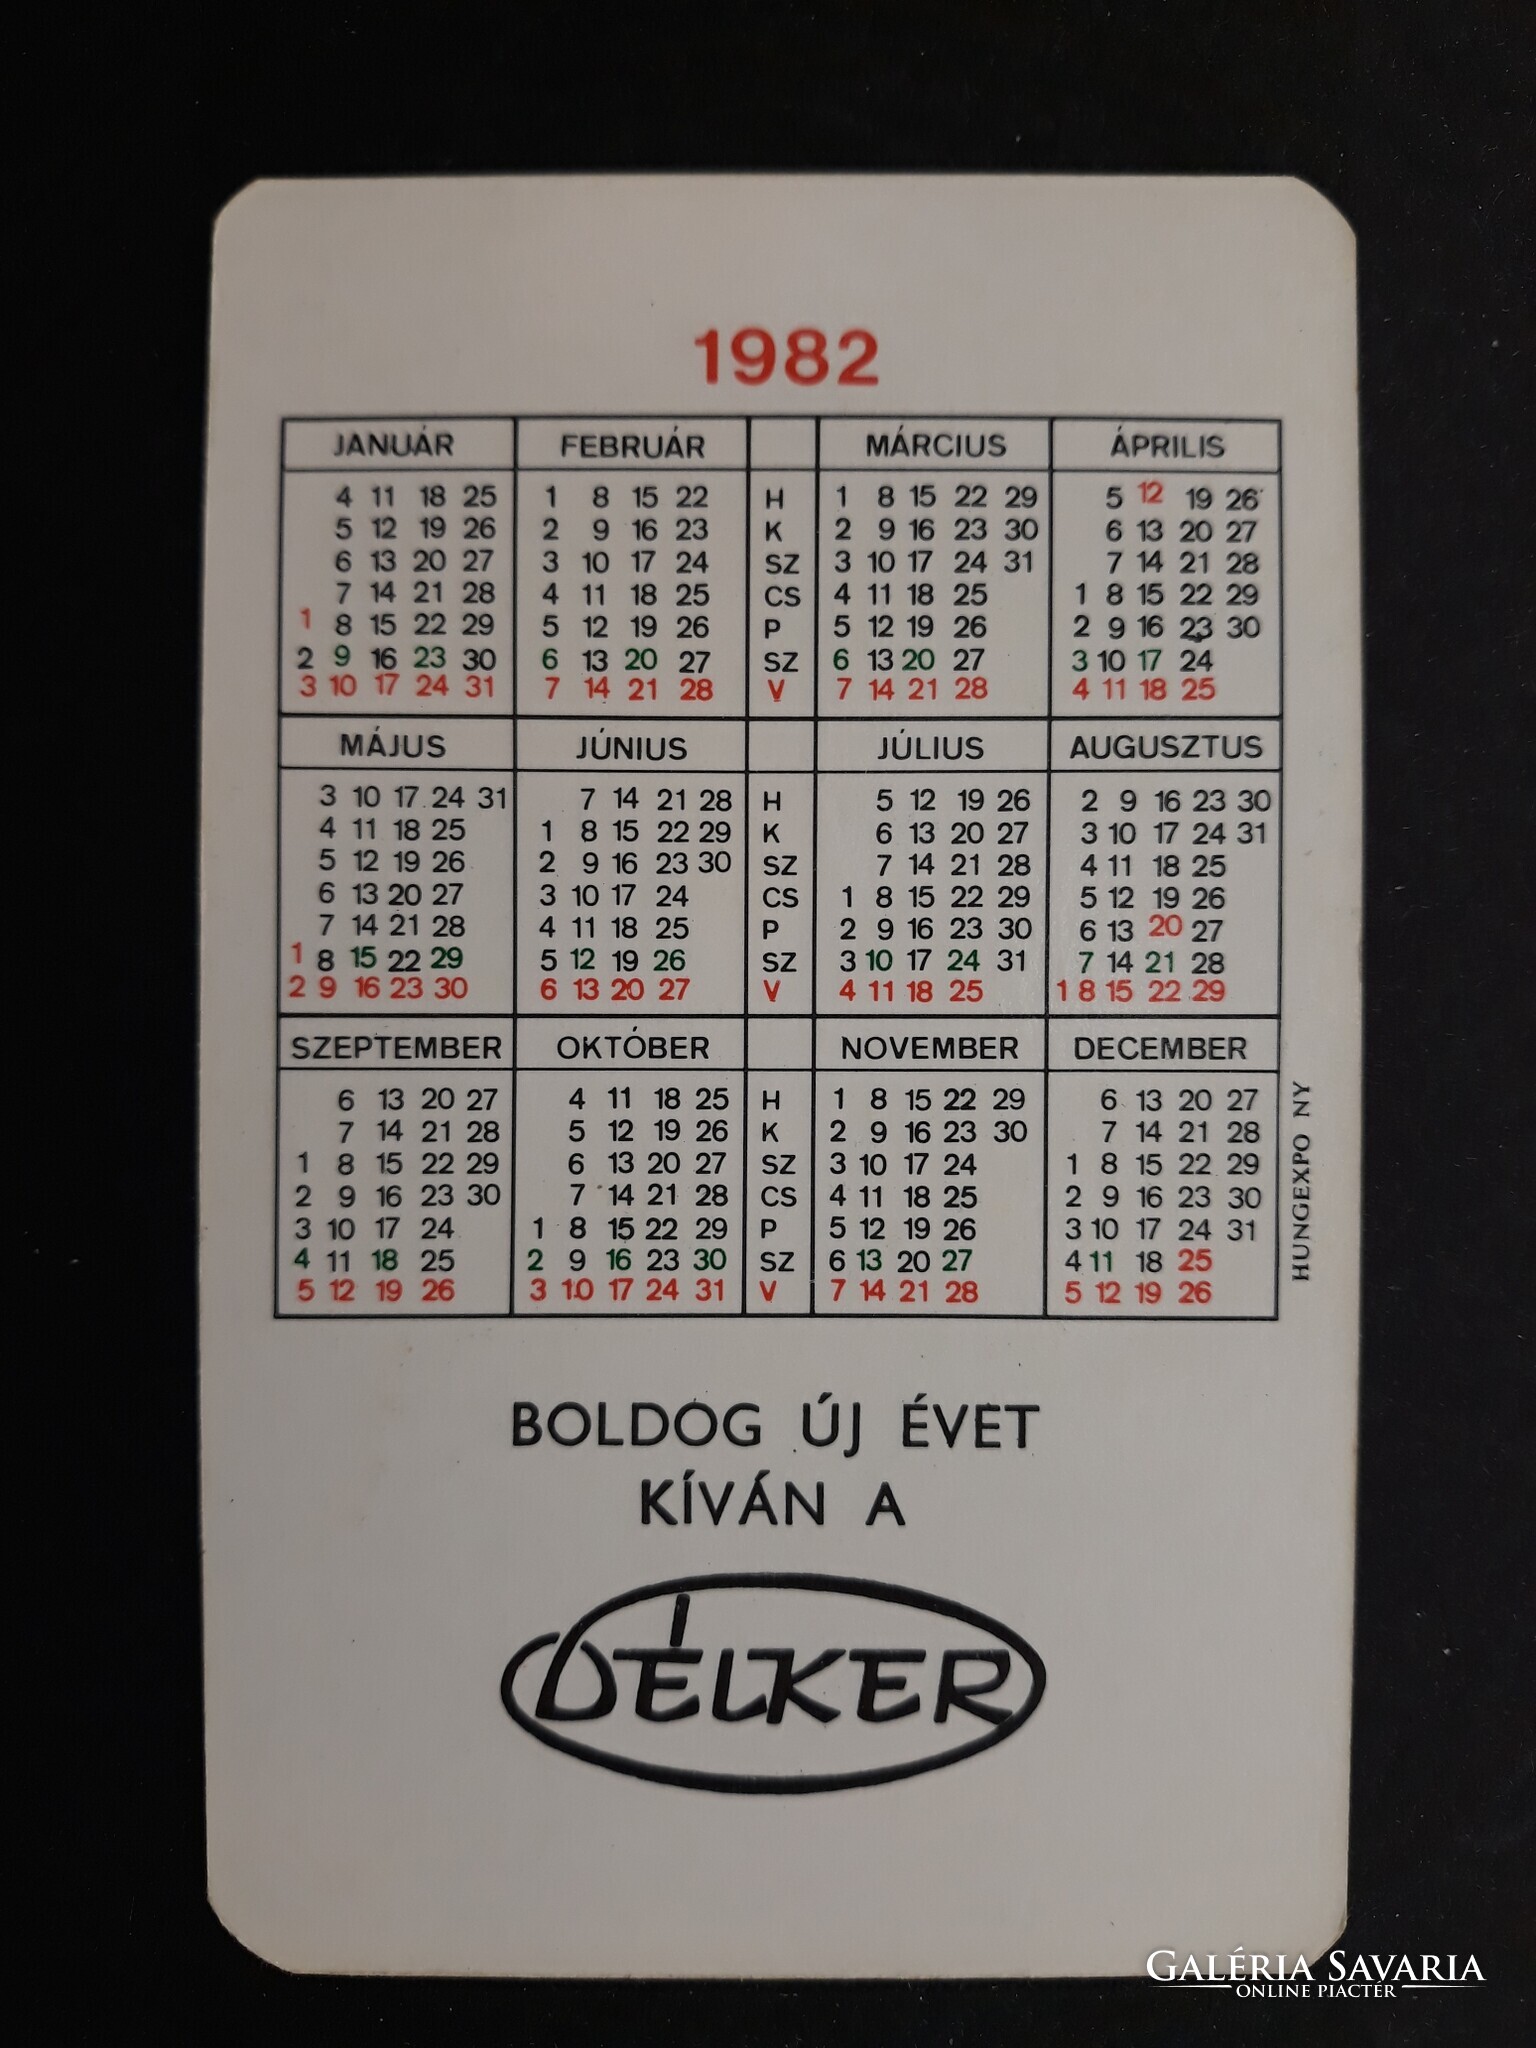 1982
JANUÁR FEBRUÁR MÁRCIUS ÁPRILIS
4 11 18 25 1 8 15 22 H 1 8 15 22 29 5 12 19 26
5 12 19 26 2 9 16 23 K 2 9 16 23 30 6 13 20 27
6 13 20 27 3 10 17 24 SZ 3 10 17 24 31 7 14 21 28
7 14 21 28 4 11 18 25 CS 4 11 18 25 1 8 15 22 29
1 8 15 22 29 5 12 19 26 P 5 12 19 26 2 9 16 23 30
2 9 16 23 30 6 13 20 27 SZ 6 13 20 27 3 10 17 24
3 10 17 24 31 7 14 21 28 V 7 14 21 28 4 11 18 25
MÁJUS JÚNIUS JÚLIUS AUGUSZTUS
3 10 17 24 31 7 14 21 28 H 5 12 19 26 2 9 16 23 30
4 11 18 25 1 8 15 22 29 K 6 13 20 27 3 10 17 24 31
5 12 19 26 2 9 16 23 30 SZ 7 14 21 28 4 11 18 25
6 13 20 27 3 10 17 24 CS 1 8 15 22 29 5 12 19 26
7 14 21 28 4 11 18 25 P 2 9 16 23 30 6 13 20 27
1 8 15 22 29 5 12 19 26 SZ 3 10 17 24 31 7 14 21 28
2 9 16 23 30 6 13 20 27 V 4 11 18 25 1 8 15 22 29
SZEPTEMBER OKTÓBER NOVEMBER DECEMBER
6 13 20 27 4 11 18 25 H 1 8 15 22 29 6 13 20 27
7 14 21 28 5 12 19 26 K 2 9 16 23 30 7 14 21 28
1 8 15 22 29 6 13 20 27 SZ 3 10 17 24 1 8 15 22 29
2 9 16 23 30 7 14 21 28 CS 4 11 18 25 2 9 16 23 30
3 10 17 24 1 8 15 22 29 P 5 12 19 26 3 10 17 24 31
4 11 18 25 2 9 16 23 30 SZ 6 13 20 27 4 11 18 25
5 12 19 26 3 10 17 24 31 V 7 14 21 28 5 12 19 26
HUNGEXPO NY
BOLDOG ÚJ ÉVET
KÍVÁN A
DÉLKER
GALÉRIA SAVARIA
ONLINE PIACTÉR